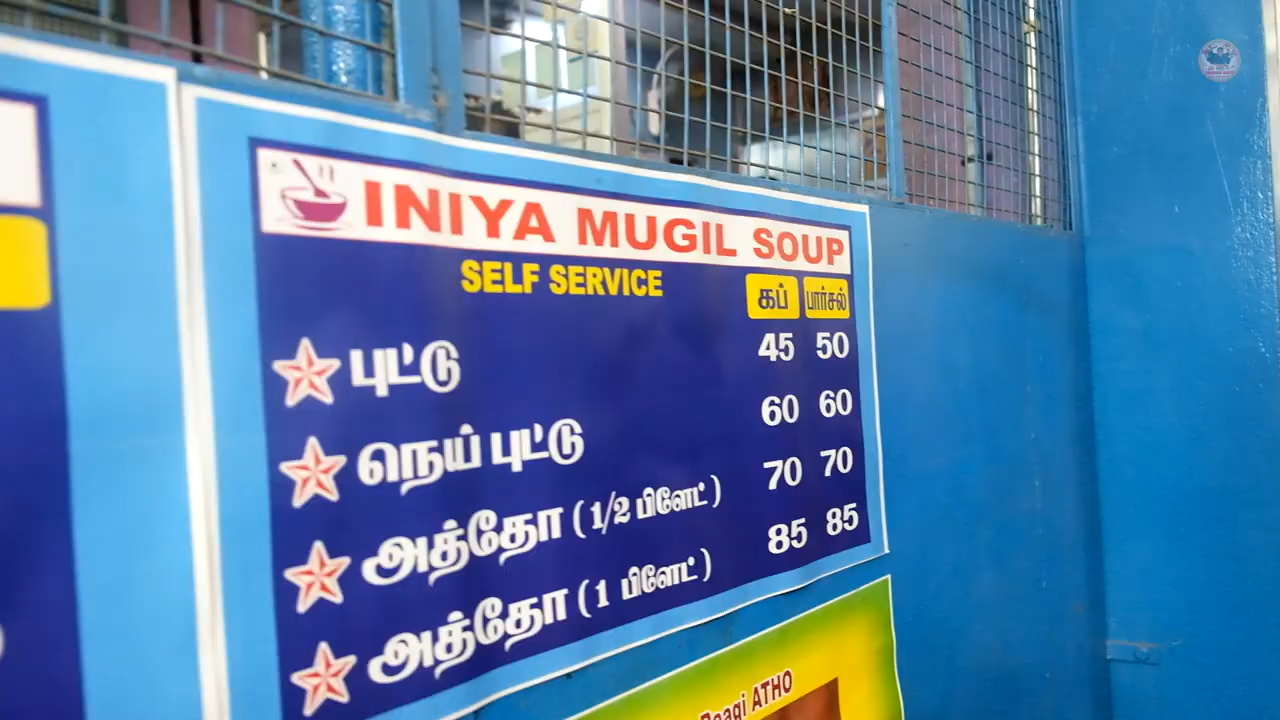 INIYA MUGIL SOUP
SELF SERVICE
கப் பார்சல்
புட்டு 45 50
நெய் புட்டு 60 60
அத்தோ (1/2 பிளேட்) 70 70
அத்தோ (1 பிளேட்) 85 85
Raagi ATHO